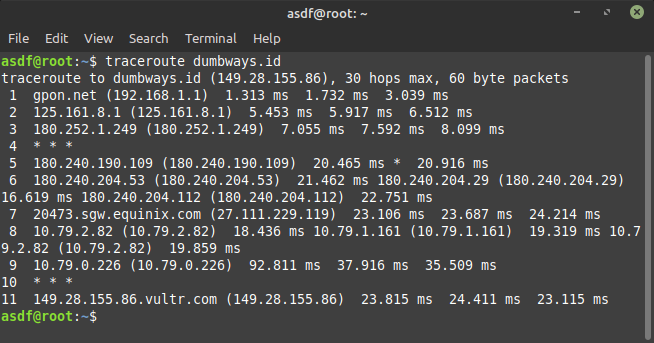 asdf@root: ~
File Edit View Search Terminal Help
asdf@root:~$ traceroute dumbways.id
traceroute to dumbways.id (149.28.155.86), 30 hops max, 60 byte packets
 1  gpon.net (192.168.1.1)  1.313 ms  1.732 ms  3.039 ms
 2  125.161.8.1 (125.161.8.1)  5.453 ms  5.917 ms  6.512 ms
 3  180.252.1.249 (180.252.1.249)  7.055 ms  7.592 ms  8.099 ms
 4  * * *
 5  180.240.190.109 (180.240.190.109)  20.465 ms *  20.916 ms
 6  180.240.204.53 (180.240.204.53)  21.462 ms 180.240.204.29 (180.240.204.29)
16.619 ms 180.240.204.112 (180.240.204.112)  22.751 ms
 7  20473.sgw.equinix.com (27.111.229.119)  23.106 ms  23.687 ms  24.214 ms
 8  10.79.2.82 (10.79.2.82)  18.436 ms 10.79.1.161 (10.79.1.161)  19.319 ms 10.7
9.2.82 (10.79.2.82)  19.859 ms
 9  10.79.0.226 (10.79.0.226)  92.811 ms  37.916 ms  35.509 ms
10  * * *
11  149.28.155.86.vultr.com (149.28.155.86)  23.815 ms  24.411 ms  23.115 ms
asdf@root:~$